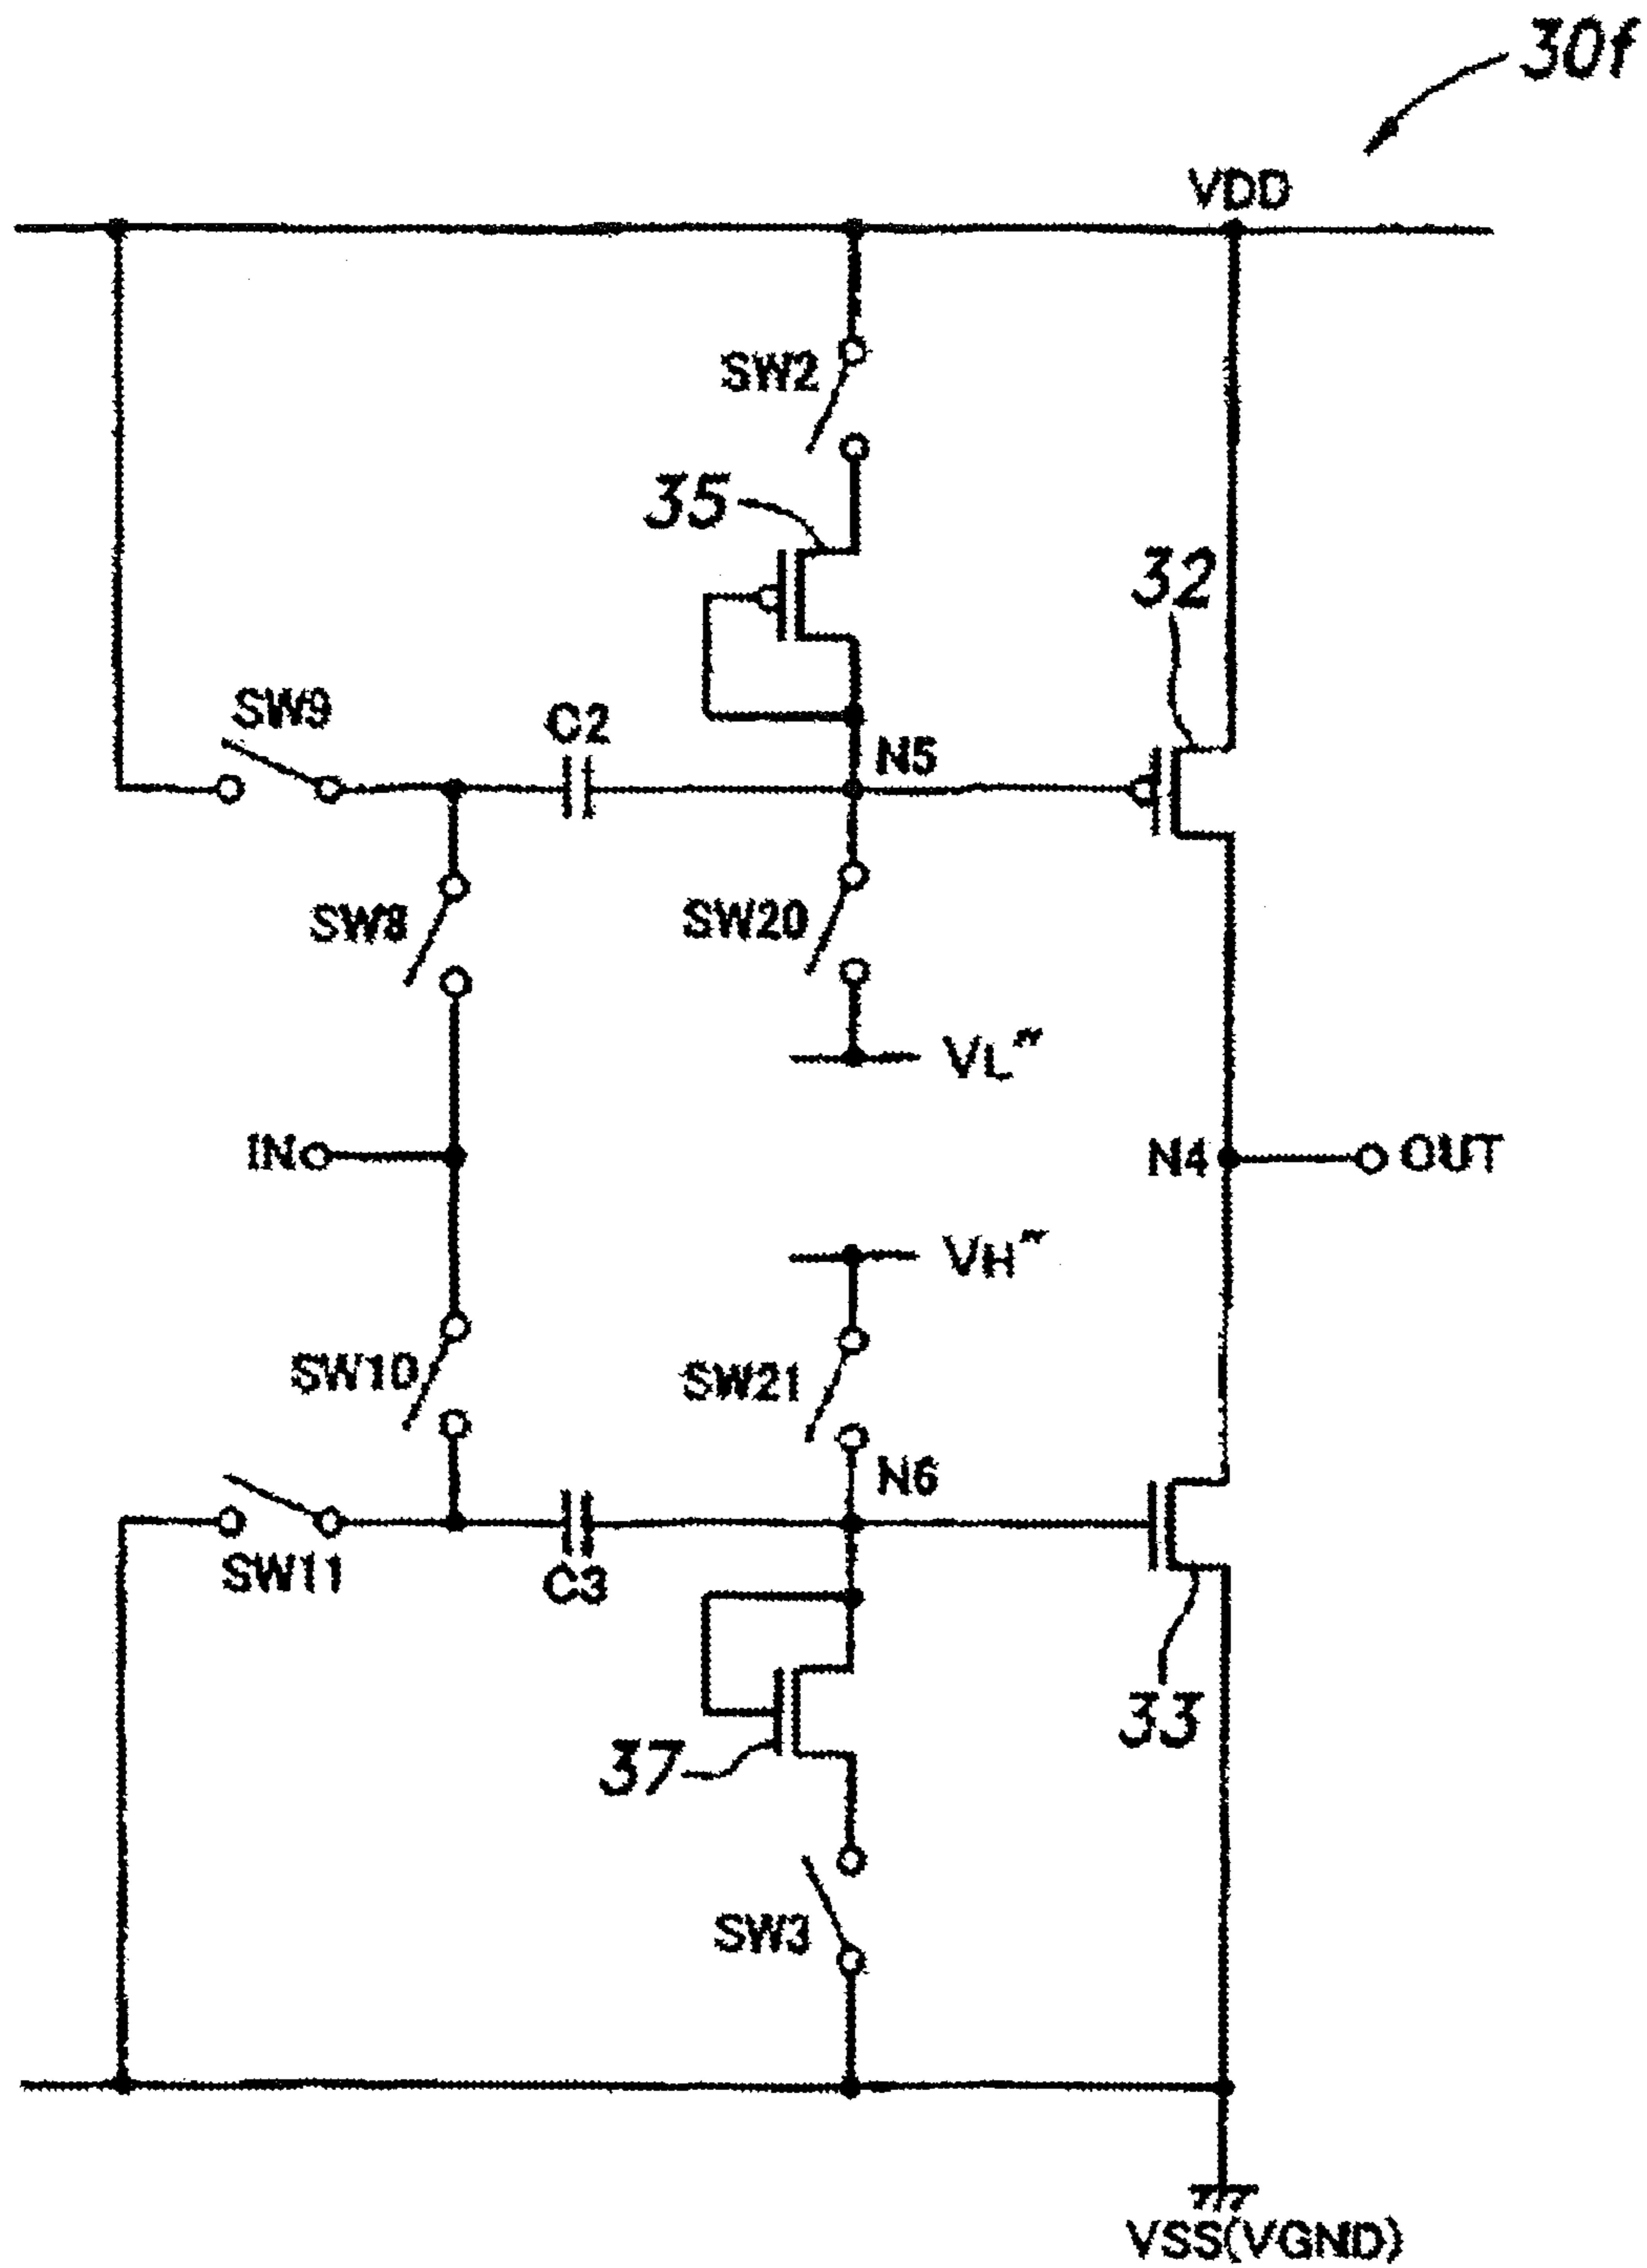 30f
VDD
SW2
35
32
SW9
C2
N5
SW8
SW20
VL'''
IN
N4
OUT
VH'''
SW10
SW21
N6
SW11
C3
33
37
SW3
VSS(VGND)